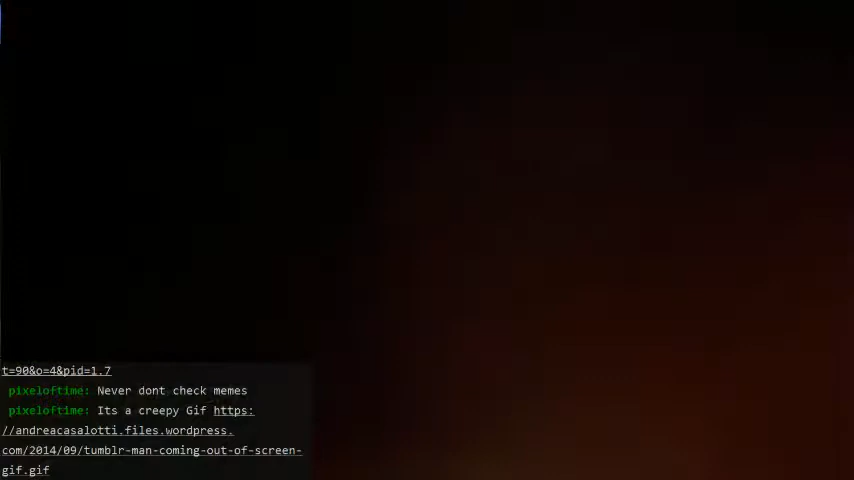 t=90&o=4&pid=1.7
pixeloftime: Never dont check memes
pixeloftime: Its a creepy Gif https:
//andreacasalotti.files.wordpress.
com/2014/09/tumblr-man-coming-out-of-screen-
gif.gif